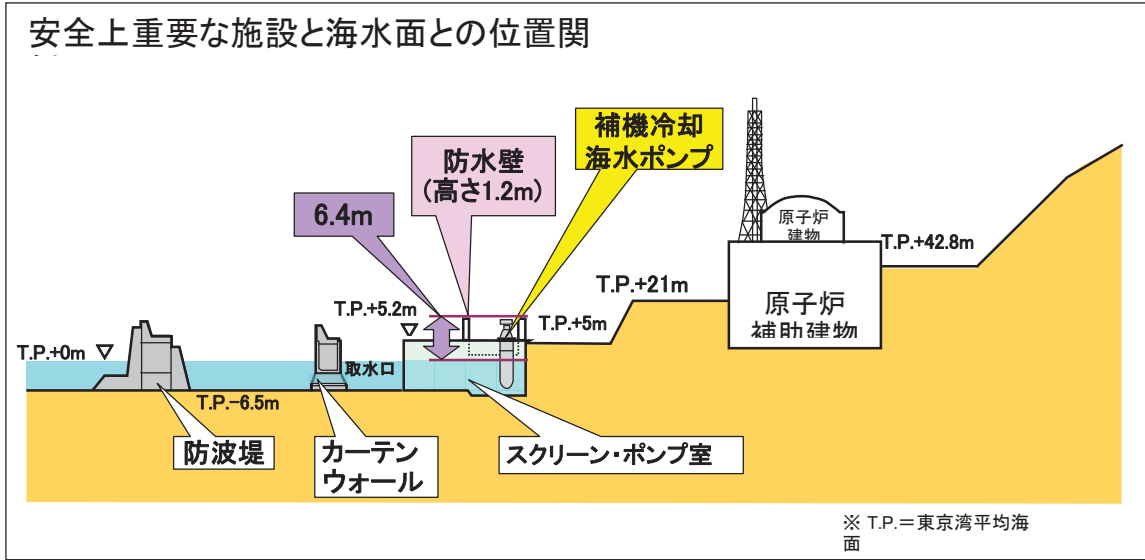 安全上重要な施設と海水面との位置関
補機冷却
海水ポンプ
防水壁
(高さ1.2m)
6.4m
原子炉
建物
T.P.+42.8m
T.P.+21m
原子炉
補助建物
T.P.+5.2m
T.P.+5m
T.P.+0m
取水口
T.P.-6.5m
防波堤
カーテン
ウォール
スクリーン・ポンプ室
※ T.P.=東京湾平均海
面